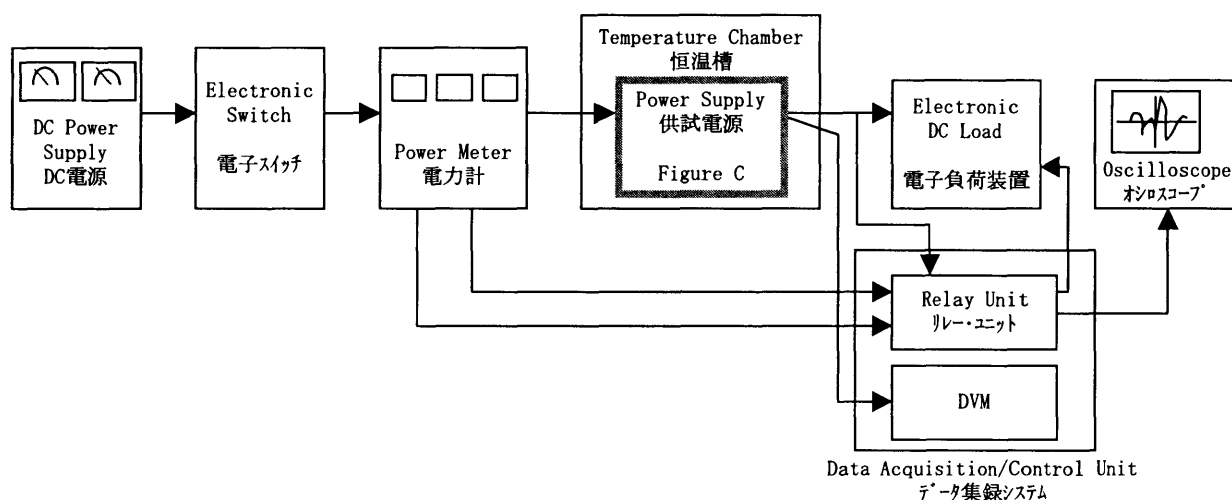 DC Power
Supply
DC電源
Electronic
Switch
電子ｽｲｯﾁ
Power Meter
電力計
Temperature Chamber
恒温槽
Power Supply
供試電源
Figure C
Electronic
DC Load
電子負荷装置
Oscilloscope
ｵｼﾛｽｺｰﾌﾟ
Relay Unit
ﾘﾚｰ・ﾕﾆｯﾄ
DVM
Data Acquisition/Control Unit
ﾃﾞｰﾀ集録ｼｽﾃﾑ